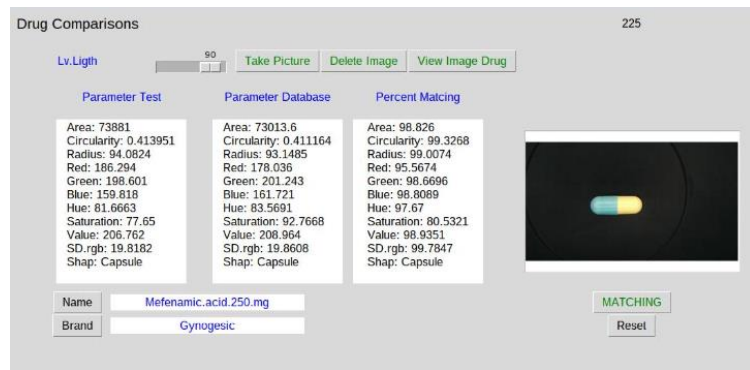 Drug Comparisons 225
Lv.Ligth 90 Take Picture Delete Image View Image Drug
Parameter Test Parameter Database Percent Matcing
Area: 73881
Circularity: 0.413951
Radius: 94.0824
Red: 186.294
Green: 198.601
Blue: 159.818
Hue: 81.6663
Saturation: 77.65
Value: 206.762
SD.rgb: 19.8182
Shap: Capsule
Area: 73013.6
Circularity: 0.411164
Radius: 93.1485
Red: 178.036
Green: 201.243
Blue: 161.721
Hue: 83.5691
Saturation: 92.7668
Value: 208.964
SD.rgb: 19.8608
Shap: Capsule
Area: 98.826
Circularity: 99.3268
Radius: 99.0074
Red: 95.5674
Green: 98.6696
Blue: 98.8089
Hue: 97.67
Saturation: 80.5321
Value: 98.9351
SD.rgb: 99.7847
Shap: Capsule
Name Mefenamic.acid.250.mg
Brand Gynogesic
MATCHING
Reset